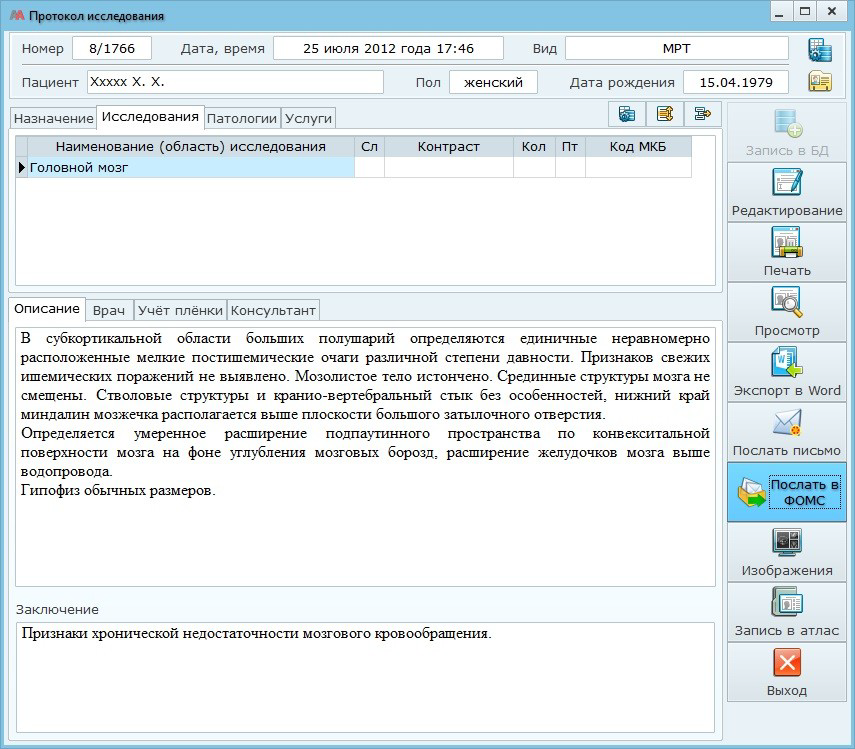 Протокол исследования
Номер 8/1766 Дата, время 25 июля 2012 года 17:46 Вид МРТ
Пациент Xxxxx X. X. Пол женский Дата рождения 15.04.1979
Назначение Исследования Патологии Услуги
Наименование (область) исследования Сл Контраст Кол Пт Код МКБ
Головной мозг
Описание Врач Учёт плёнки Консультант
В субкортикальной области больших полушарий определяются единичные неравномерно
расположенные мелкие постишемические очаги различной степени давности. Признаков свежих
ишемических поражений не выявлено. Мозолистое тело истончено. Срединные структуры мозга не
смещены. Стволовые структуры и кранио-вертебральный стык без особенностей, нижний край
миндалин мозжечка располагается выше плоскости большого затылочного отверстия.
Определяется умеренное расширение подпаутинного пространства по конвекситальной
поверхности мозга на фоне углубления мозговых борозд, расширение желудочков мозга выше
водопровода.
Гипофиз обычных размеров.
Заключение
Признаки хронической недостаточности мозгового кровообращения.
Запись в БД
Редактирование
Печать
Просмотр
Экспорт в Word
Послать письмо
Послать в
ФОМС
Изображения
Запись в атлас
Выход